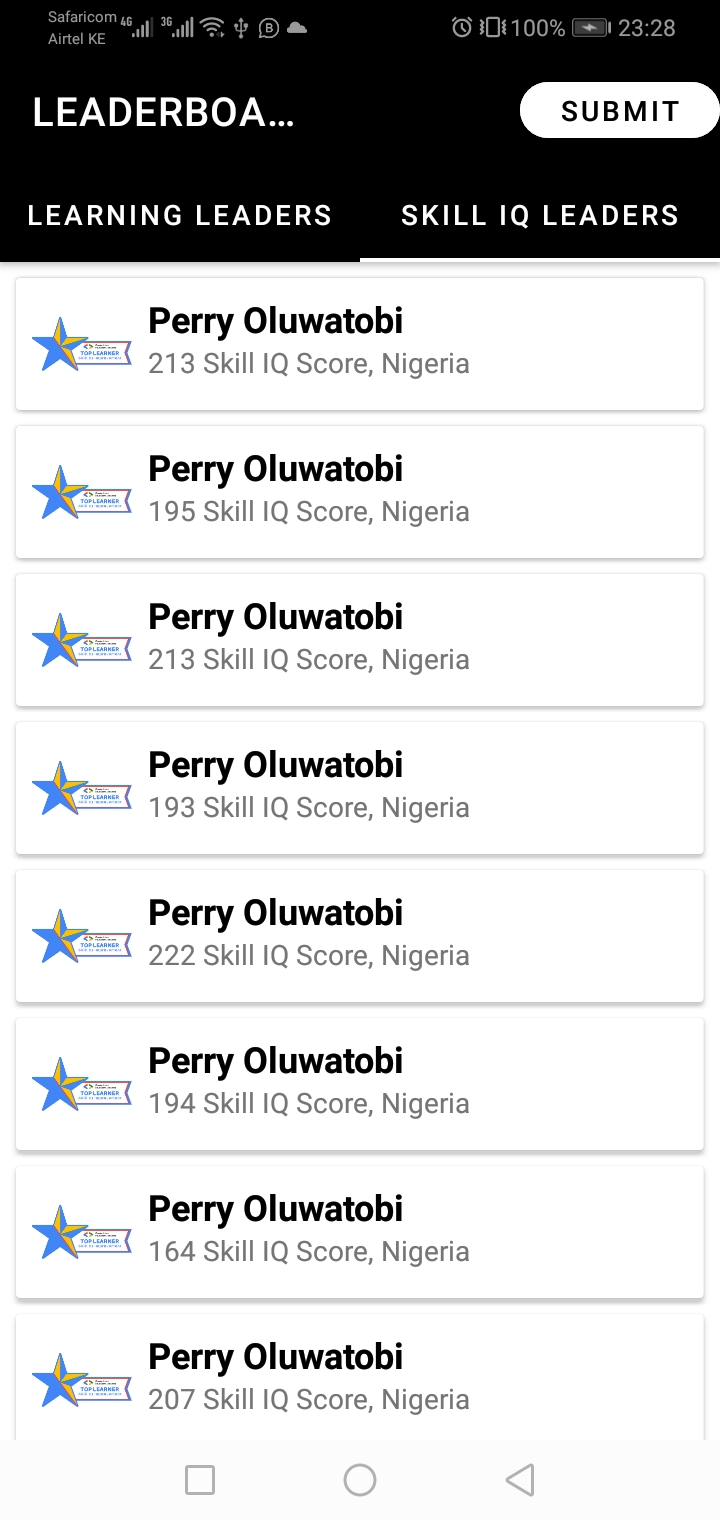 Safaricom 4G 3G 100% 23:28
Airtel KE
LEADERBOA...
SUBMIT
LEARNING LEADERS
SKILL IQ LEADERS
Perry Oluwatobi
213 Skill IQ Score, Nigeria
TOP LEARNER
Perry Oluwatobi
195 Skill IQ Score, Nigeria
TOP LEARNER
Perry Oluwatobi
213 Skill IQ Score, Nigeria
TOP LEARNER
Perry Oluwatobi
193 Skill IQ Score, Nigeria
TOP LEARNER
Perry Oluwatobi
222 Skill IQ Score, Nigeria
TOP LEARNER
Perry Oluwatobi
194 Skill IQ Score, Nigeria
TOP LEARNER
Perry Oluwatobi
164 Skill IQ Score, Nigeria
TOP LEARNER
Perry Oluwatobi
207 Skill IQ Score, Nigeria
TOP LEARNER